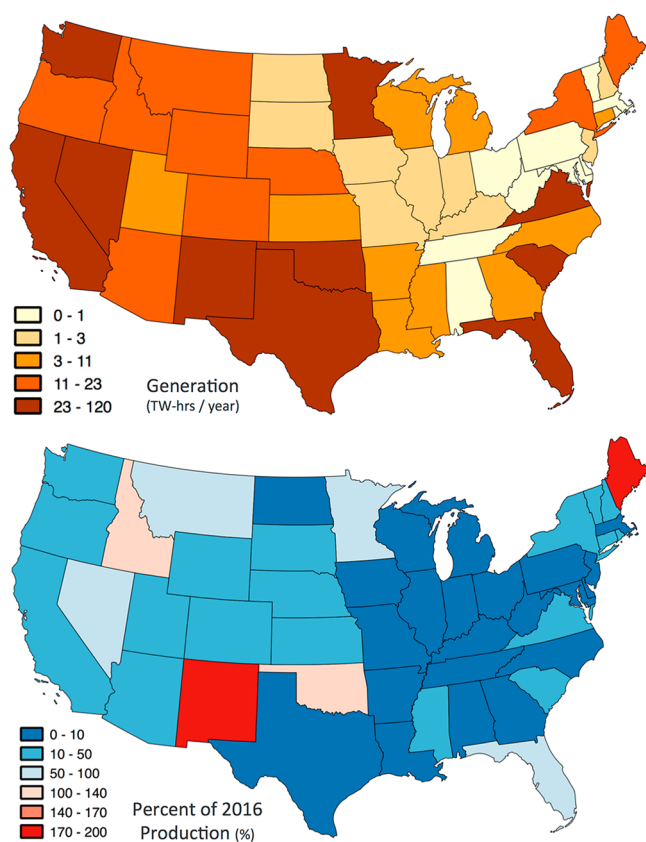 0 - 1
1 - 3
3 - 11
11 - 23
23 - 120
Generation
(TW-hrs / year)
0 - 10
10 - 50
50 - 100
100 - 140
140 - 170
170 - 200
Percent of 2016
Production (%)